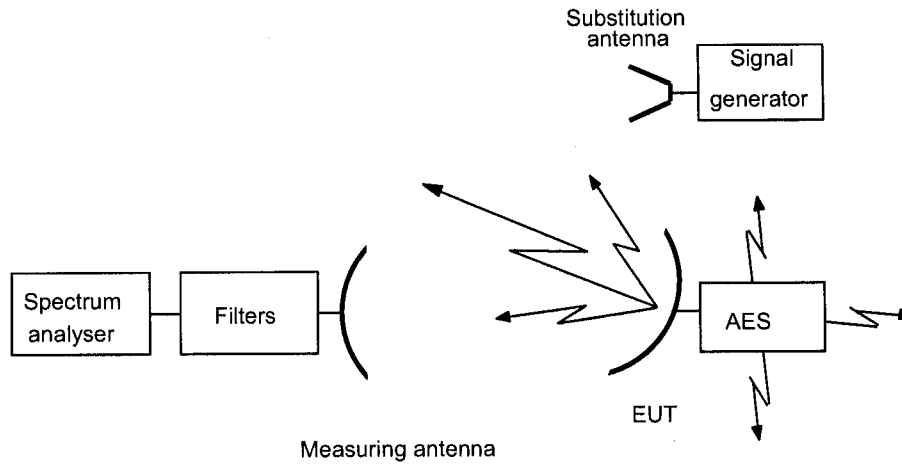 Substitution
antenna
Signal
generator
Spectrum
analyser
Filters
AES
EUT
Measuring antenna